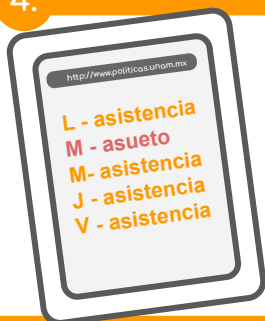 4.
http://www.politicas.unam.mx
L - asistencia
M - asueto
M- asistencia
J - asistencia
V - asistencia